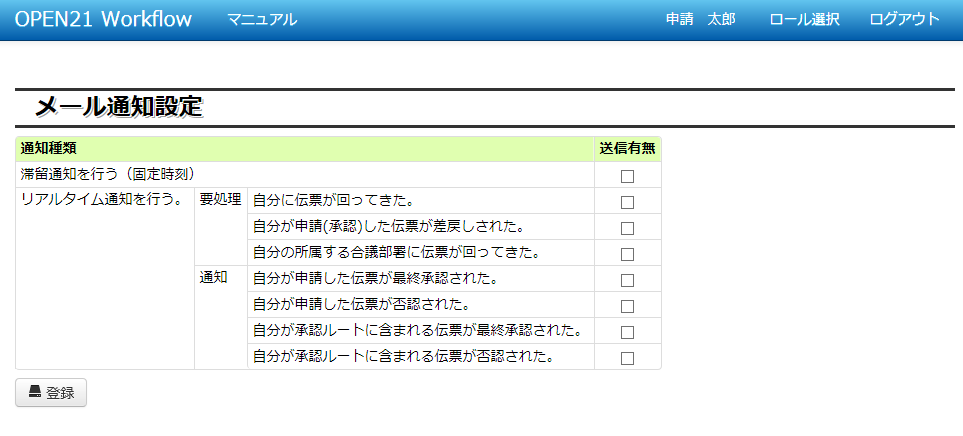 OPEN21 Workflow マニュアル 申請　太郎 ロール選択 ログアウト
メール通知設定
通知種類 送信有無
滞留通知を行う（固定時刻）
リアルタイム通知を行う。 要処理 自分に伝票が回ってきた。
自分が申請(承認)した伝票が差戻しされた。
自分の所属する合議部署に伝票が回ってきた。
通知 自分が申請した伝票が最終承認された。
自分が申請した伝票が否認された。
自分が承認ルートに含まれる伝票が最終承認された。
自分が承認ルートに含まれる伝票が否認された。
登録